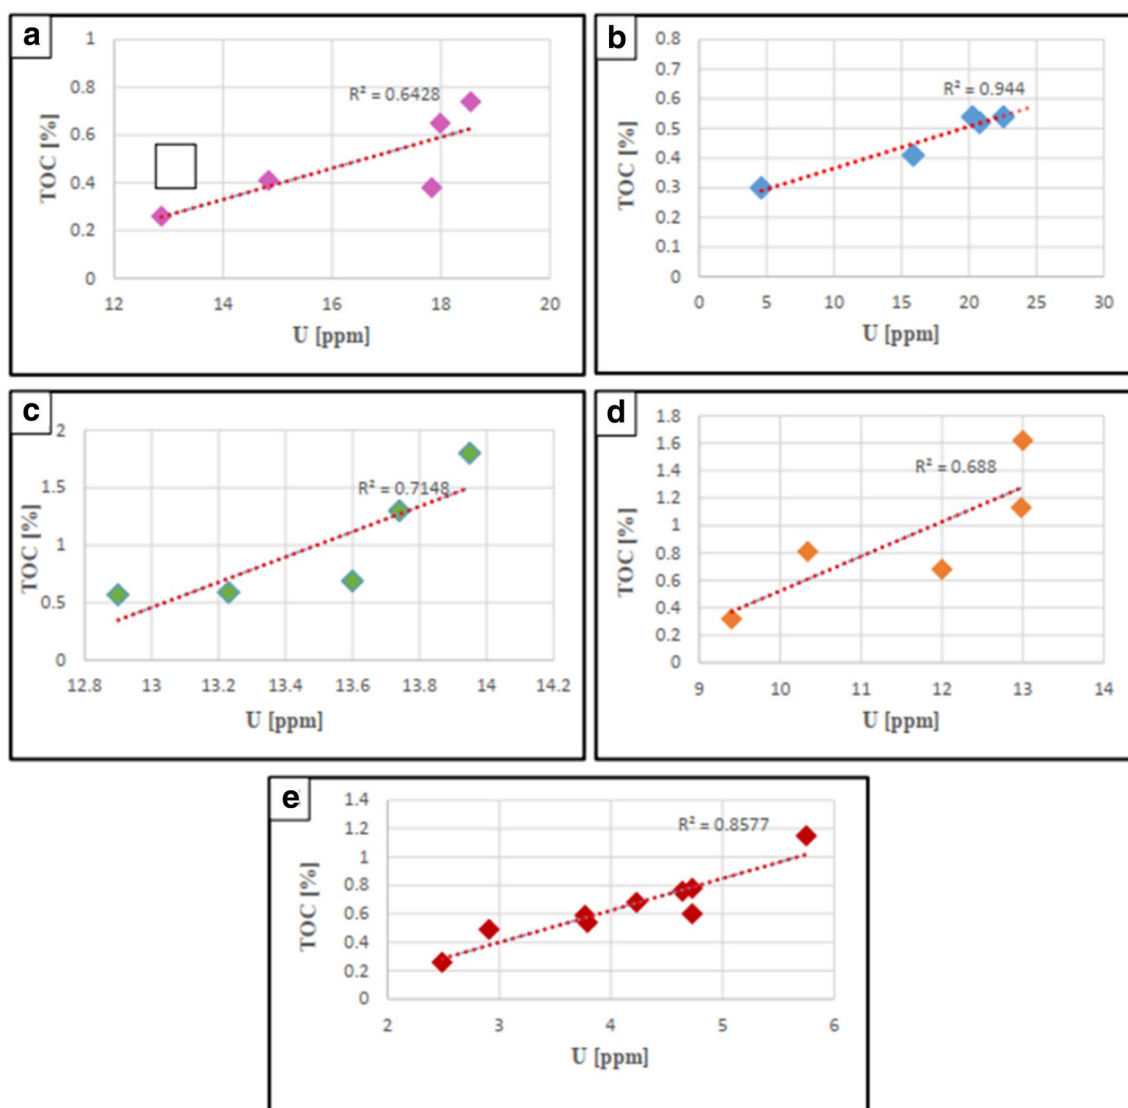 a
1
0.8
0.6
0.4
0.2
0
TOC [%]
R² = 0.6428
12 14 16 18 20
U [ppm]
b
0.8
0.7
0.6
0.5
0.4
0.3
0.2
0.1
0
TOC [%]
R² = 0.944
0 5 10 15 20 25 30
U [ppm]
c
2
1.5
1
0.5
0
TOC [%]
R² = 0.7148
12.8 13 13.2 13.4 13.6 13.8 14 14.2
U [ppm]
d
1.8
1.6
1.4
1.2
1
0.8
0.6
0.4
0.2
0
TOC [%]
R² = 0.688
9 10 11 12 13 14
U [ppm]
e
1.4
1.2
1
0.8
0.6
0.4
0.2
0
TOC [%]
R² = 0.8577
2 3 4 5 6
U [ppm]